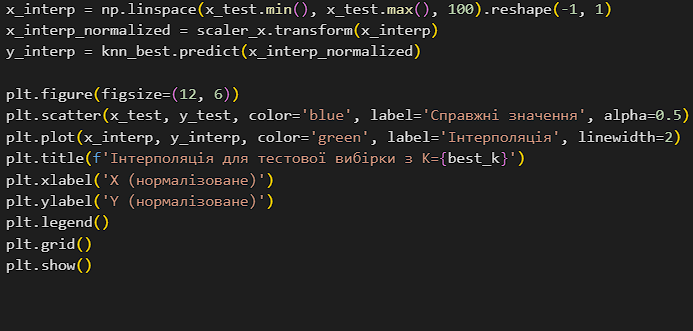 x_interp = np.linspace(x_test.min(), x_test.max(), 100).reshape(-1, 1)
x_interp_normalized = scaler_x.transform(x_interp)
y_interp = knn_best.predict(x_interp_normalized)
plt.figure(figsize=(12, 6))
plt.scatter(x_test, y_test, color='blue', label='Справжні значення', alpha=0.5)
plt.plot(x_interp, y_interp, color='green', label='Інтерполяція', linewidth=2)
plt.title(f'Інтерполяція для тестової вибірки з K={best_k}')
plt.xlabel('X (нормалізоване)')
plt.ylabel('Y (нормалізоване)')
plt.legend()
plt.grid()
plt.show()